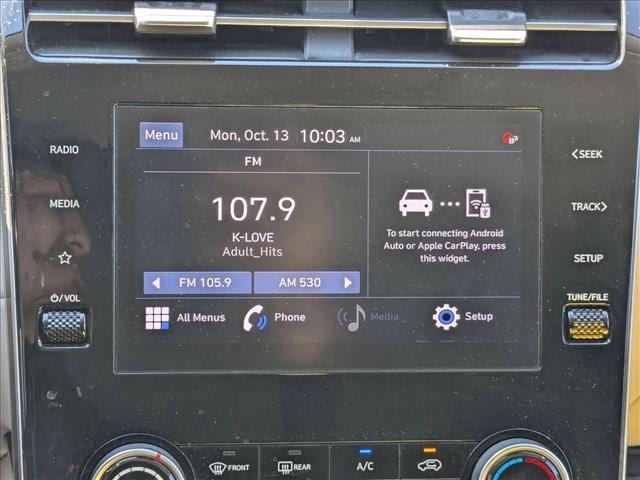 Menu
Mon, Oct. 13
10:03 AM
FM
107.9
K-LOVE
Adult_Hits
FM 105.9
AM 530
To start connecting Android
Auto or Apple CarPlay, press
this widget.
All Menus
Phone
Media
Setup
RADIO
MEDIA
/VOL
<SEEK
TRACK>
SETUP
TUNE/FILE
FRONT
REAR
A/C